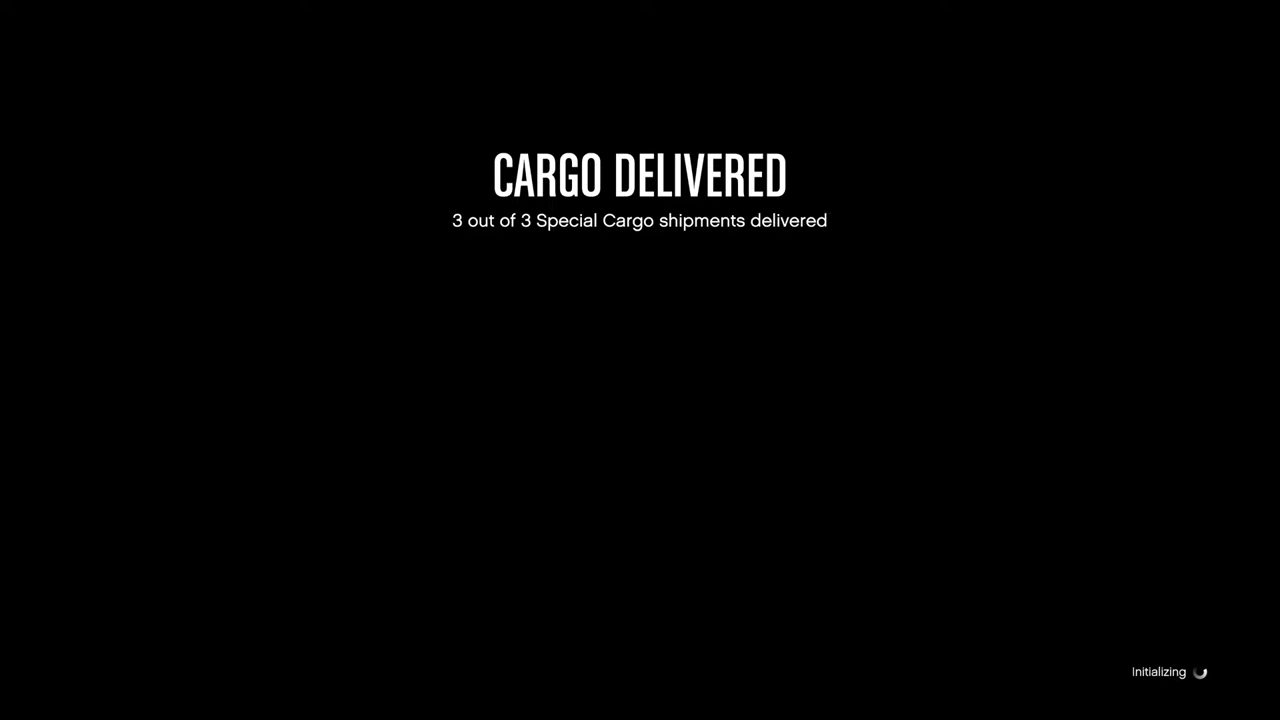 CARGO DELIVERED
3 out of 3 Special Cargo shipments delivered
Initializing